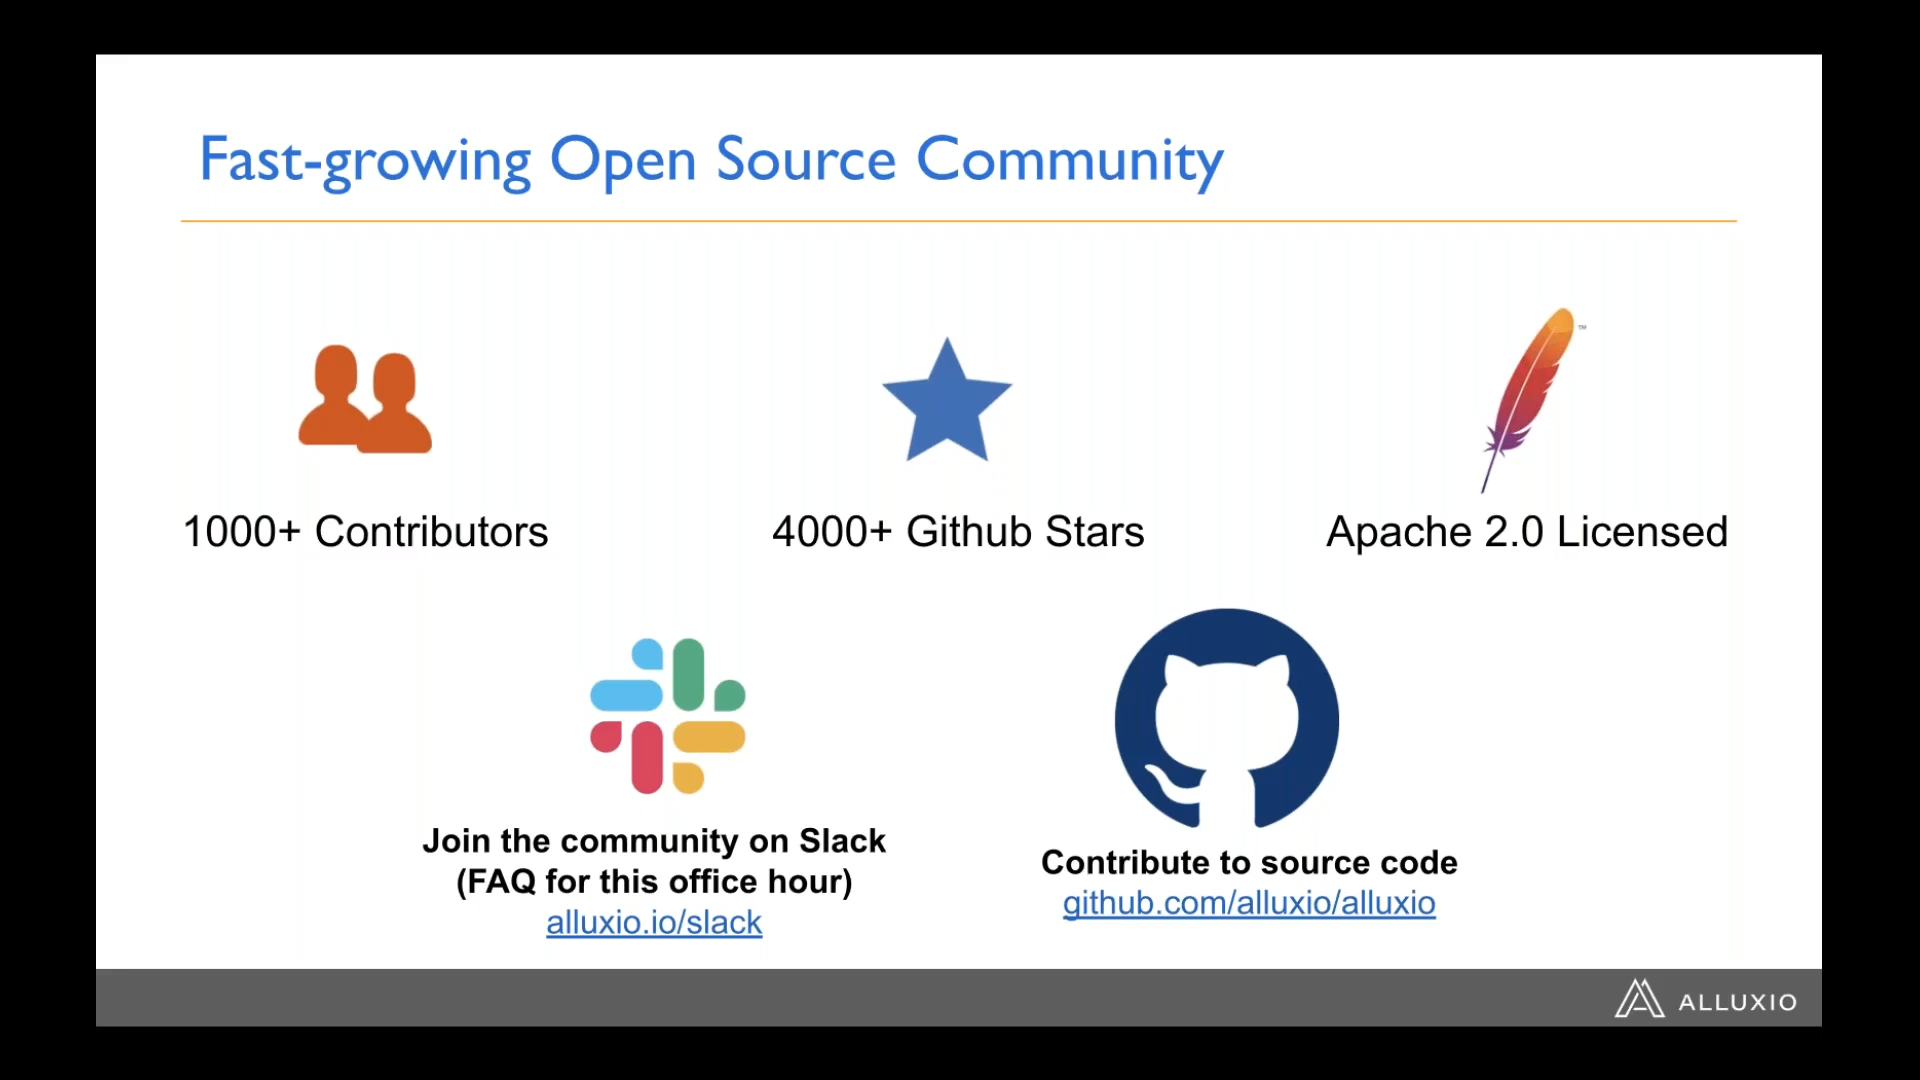 Fast-growing Open Source Community
™
1000+ Contributors
4000+ Github Stars
Apache 2.0 Licensed
Join the community on Slack
(FAQ for this office hour)
alluxio.io/slack
Contribute to source code
github.com/alluxio/alluxio
ALLUXIO